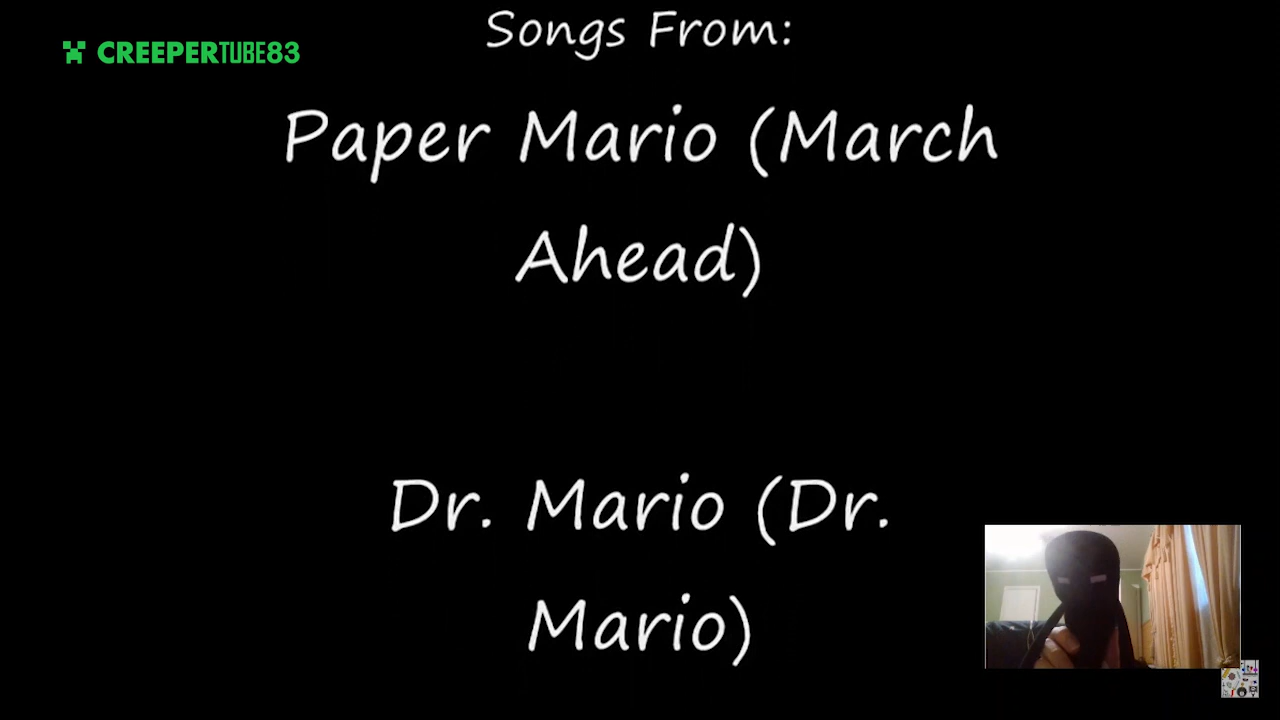 CREEPERTUBE83
Songs From:
Paper Mario (March
Ahead)
Dr. Mario (Dr.
Mario)